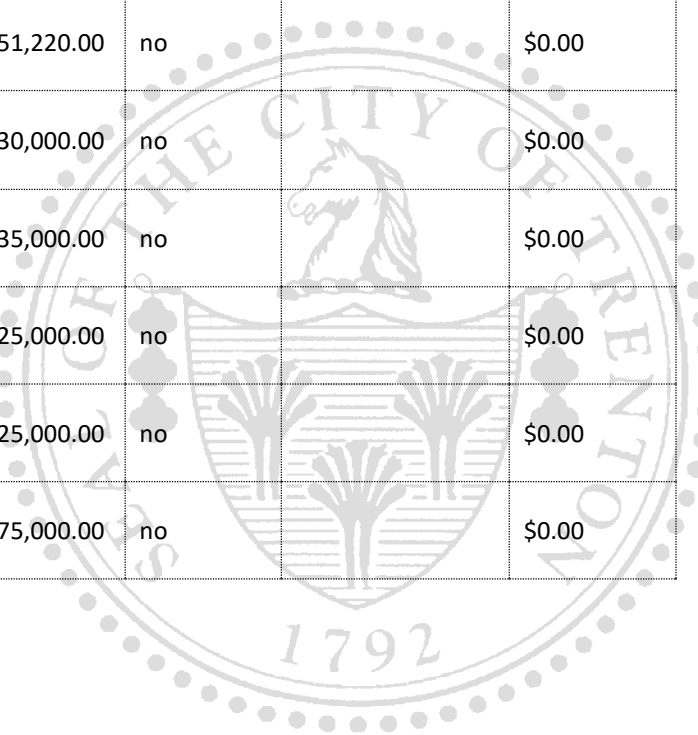 51,220.00 no $0.00
30,000.00 no $0.00
35,000.00 no $0.00
25,000.00 no $0.00
25,000.00 no $0.00
75,000.00 no $0.00
SEAL OF THE CITY OF TRENTON
1792